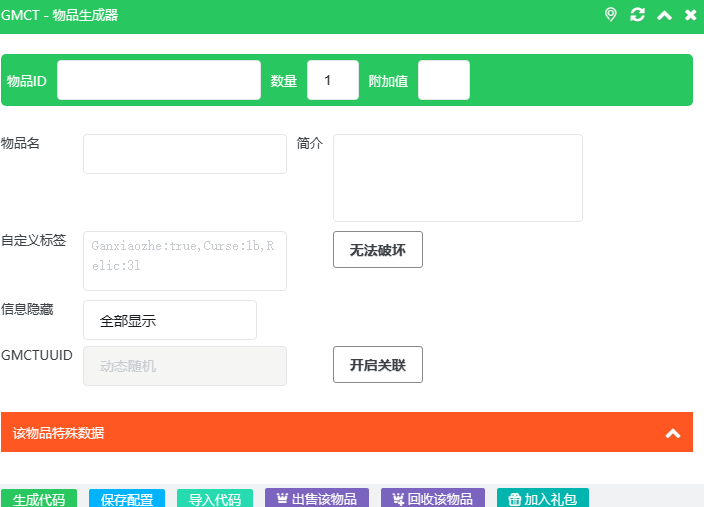 GMCT - 物品生成器
物品ID 数量 1 附加值
物品名 简介
自定义标签 Ganxiaozhe:true,Curse:1b,R
elic:3l
无法破坏
信息隐藏 全部显示
GMCTUUID 动态随机 开启关联
该物品特殊数据
生成代码 保存配置 导入代码 出售该物品 回收该物品 加入礼包